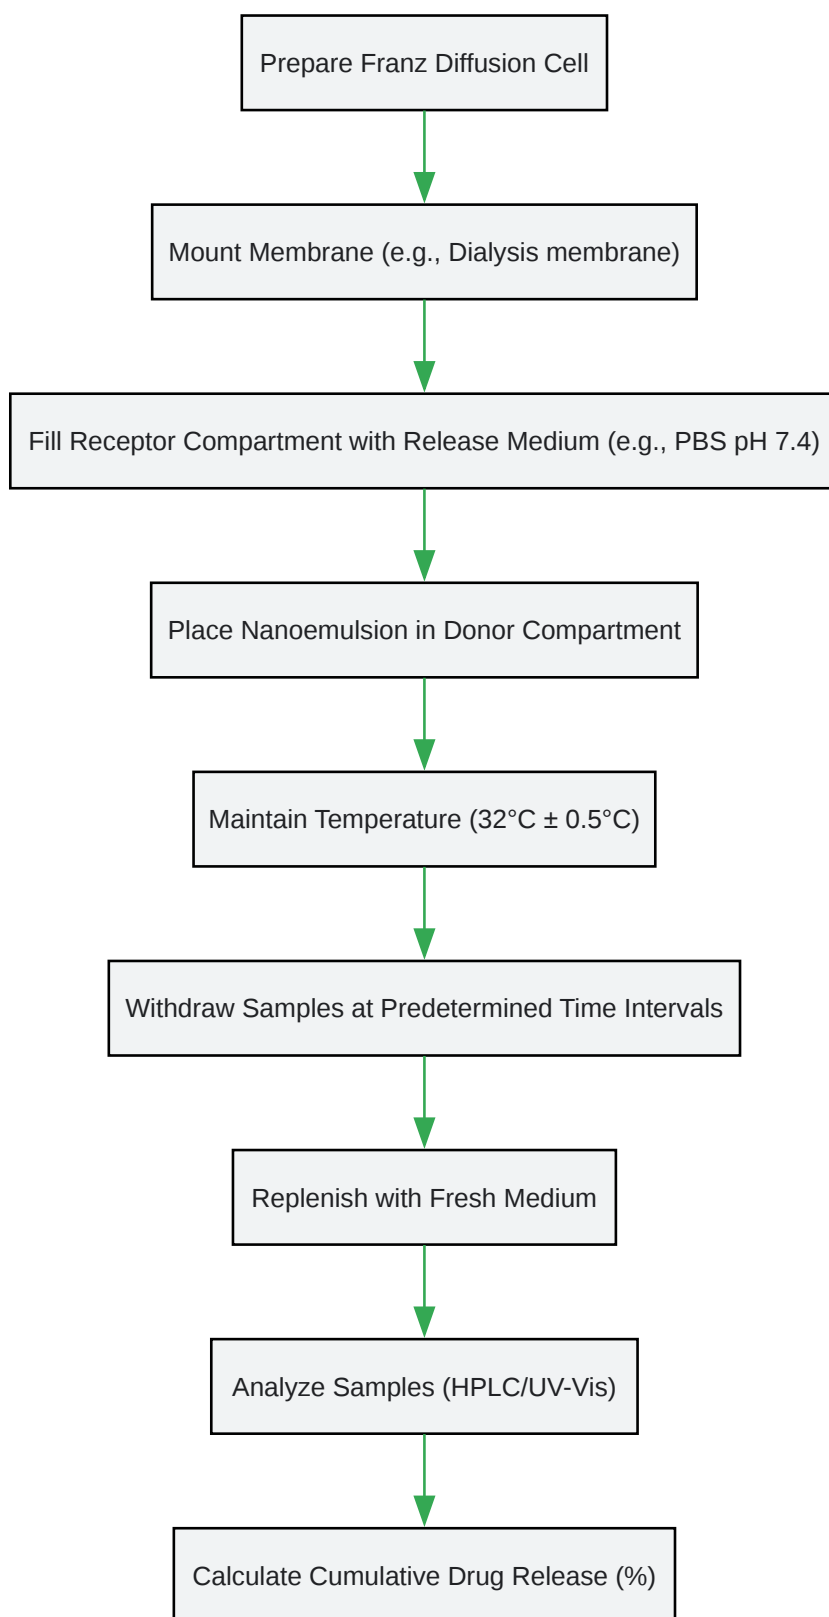 Prepare Franz Diffusion Cell
Mount Membrane (e.g., Dialysis membrane)
Fill Receptor Compartment with Release Medium (e.g., PBS pH 7.4)
Place Nanoemulsion in Donor Compartment
Maintain Temperature (32°C ± 0.5°C)
Withdraw Samples at Predetermined Time Intervals
Replenish with Fresh Medium
Analyze Samples (HPLC/UV-Vis)
Calculate Cumulative Drug Release (%)